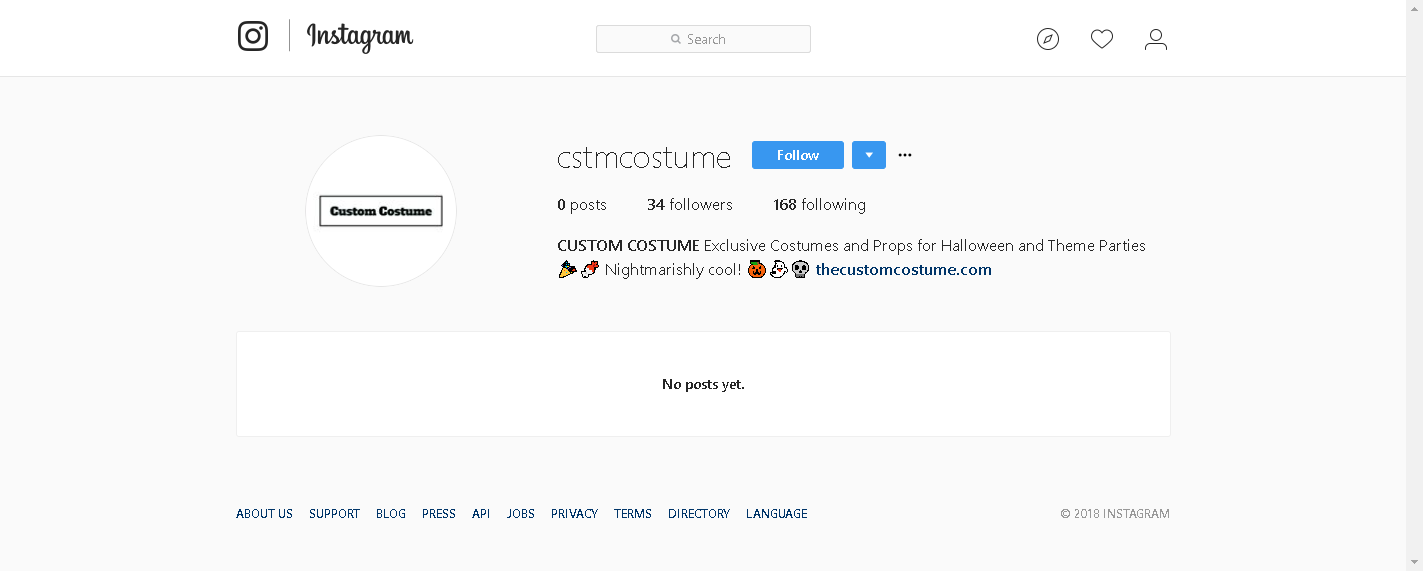 Instagram
Search
cstmcostume Follow
0 posts 34 followers 168 following
Custom Costume
CUSTOM COSTUME Exclusive Costumes and Props for Halloween and Theme Parties
🎉🎈 Nightmarishly cool! 🎃👻💀 thecustomcostume.com
No posts yet.
ABOUT US SUPPORT BLOG PRESS API JOBS PRIVACY TERMS DIRECTORY LANGUAGE © 2018 INSTAGRAM